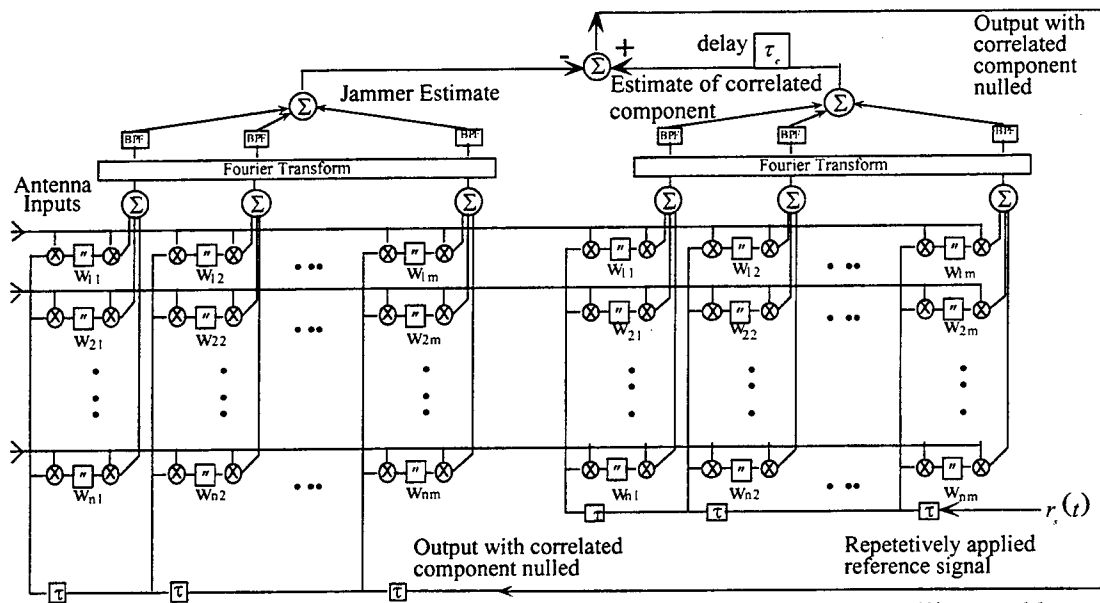 Output with
correlated
component
nulled
delay τc
- Σ +
Jammer Estimate
Estimate of correlated
component
Σ
Σ
BPF BPF BPF
BPF BPF BPF
Fourier Transform
Fourier Transform
Antenna
Inputs
Σ Σ Σ
Σ Σ Σ
W11 W12 W1m
W11 W12 W1m
W21 W22 W2m
W21 W22 W2m
Wn1 Wn2 Wnm
Wn1 Wn2 Wnm
τ τ τ rs(t)
Repetetively applied
reference signal
Output with correlated
component nulled
τ τ τ